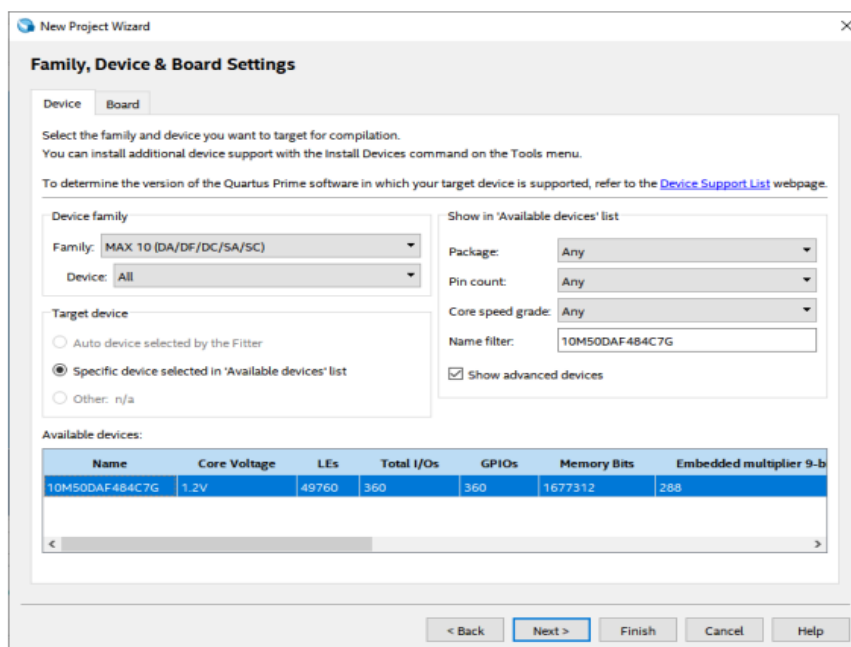 New Project Wizard
Family, Device & Board Settings
Device
Board
Select the family and device you want to target for compilation.
You can install additional device support with the Install Devices command on the Tools menu.
To determine the version of the Quartus Prime software in which your target device is supported, refer to the Device Support List webpage.
Device family
Family: MAX 10 (DA/DF/DC/SA/SC)
Device: All
Target device
Auto device selected by the Fitter
Specific device selected in 'Available devices' list
Other: n/a
Show in 'Available devices' list
Package: Any
Pin count: Any
Core speed grade: Any
Name filter: 10M50DAF484C7G
Show advanced devices
Available devices:
Name Core Voltage LEs Total I/Os GPIOs Memory Bits Embedded multiplier 9-b
10M50DAF484C7G 1.2V 49760 360 360 1677312 288
< Back Next > Finish Cancel Help